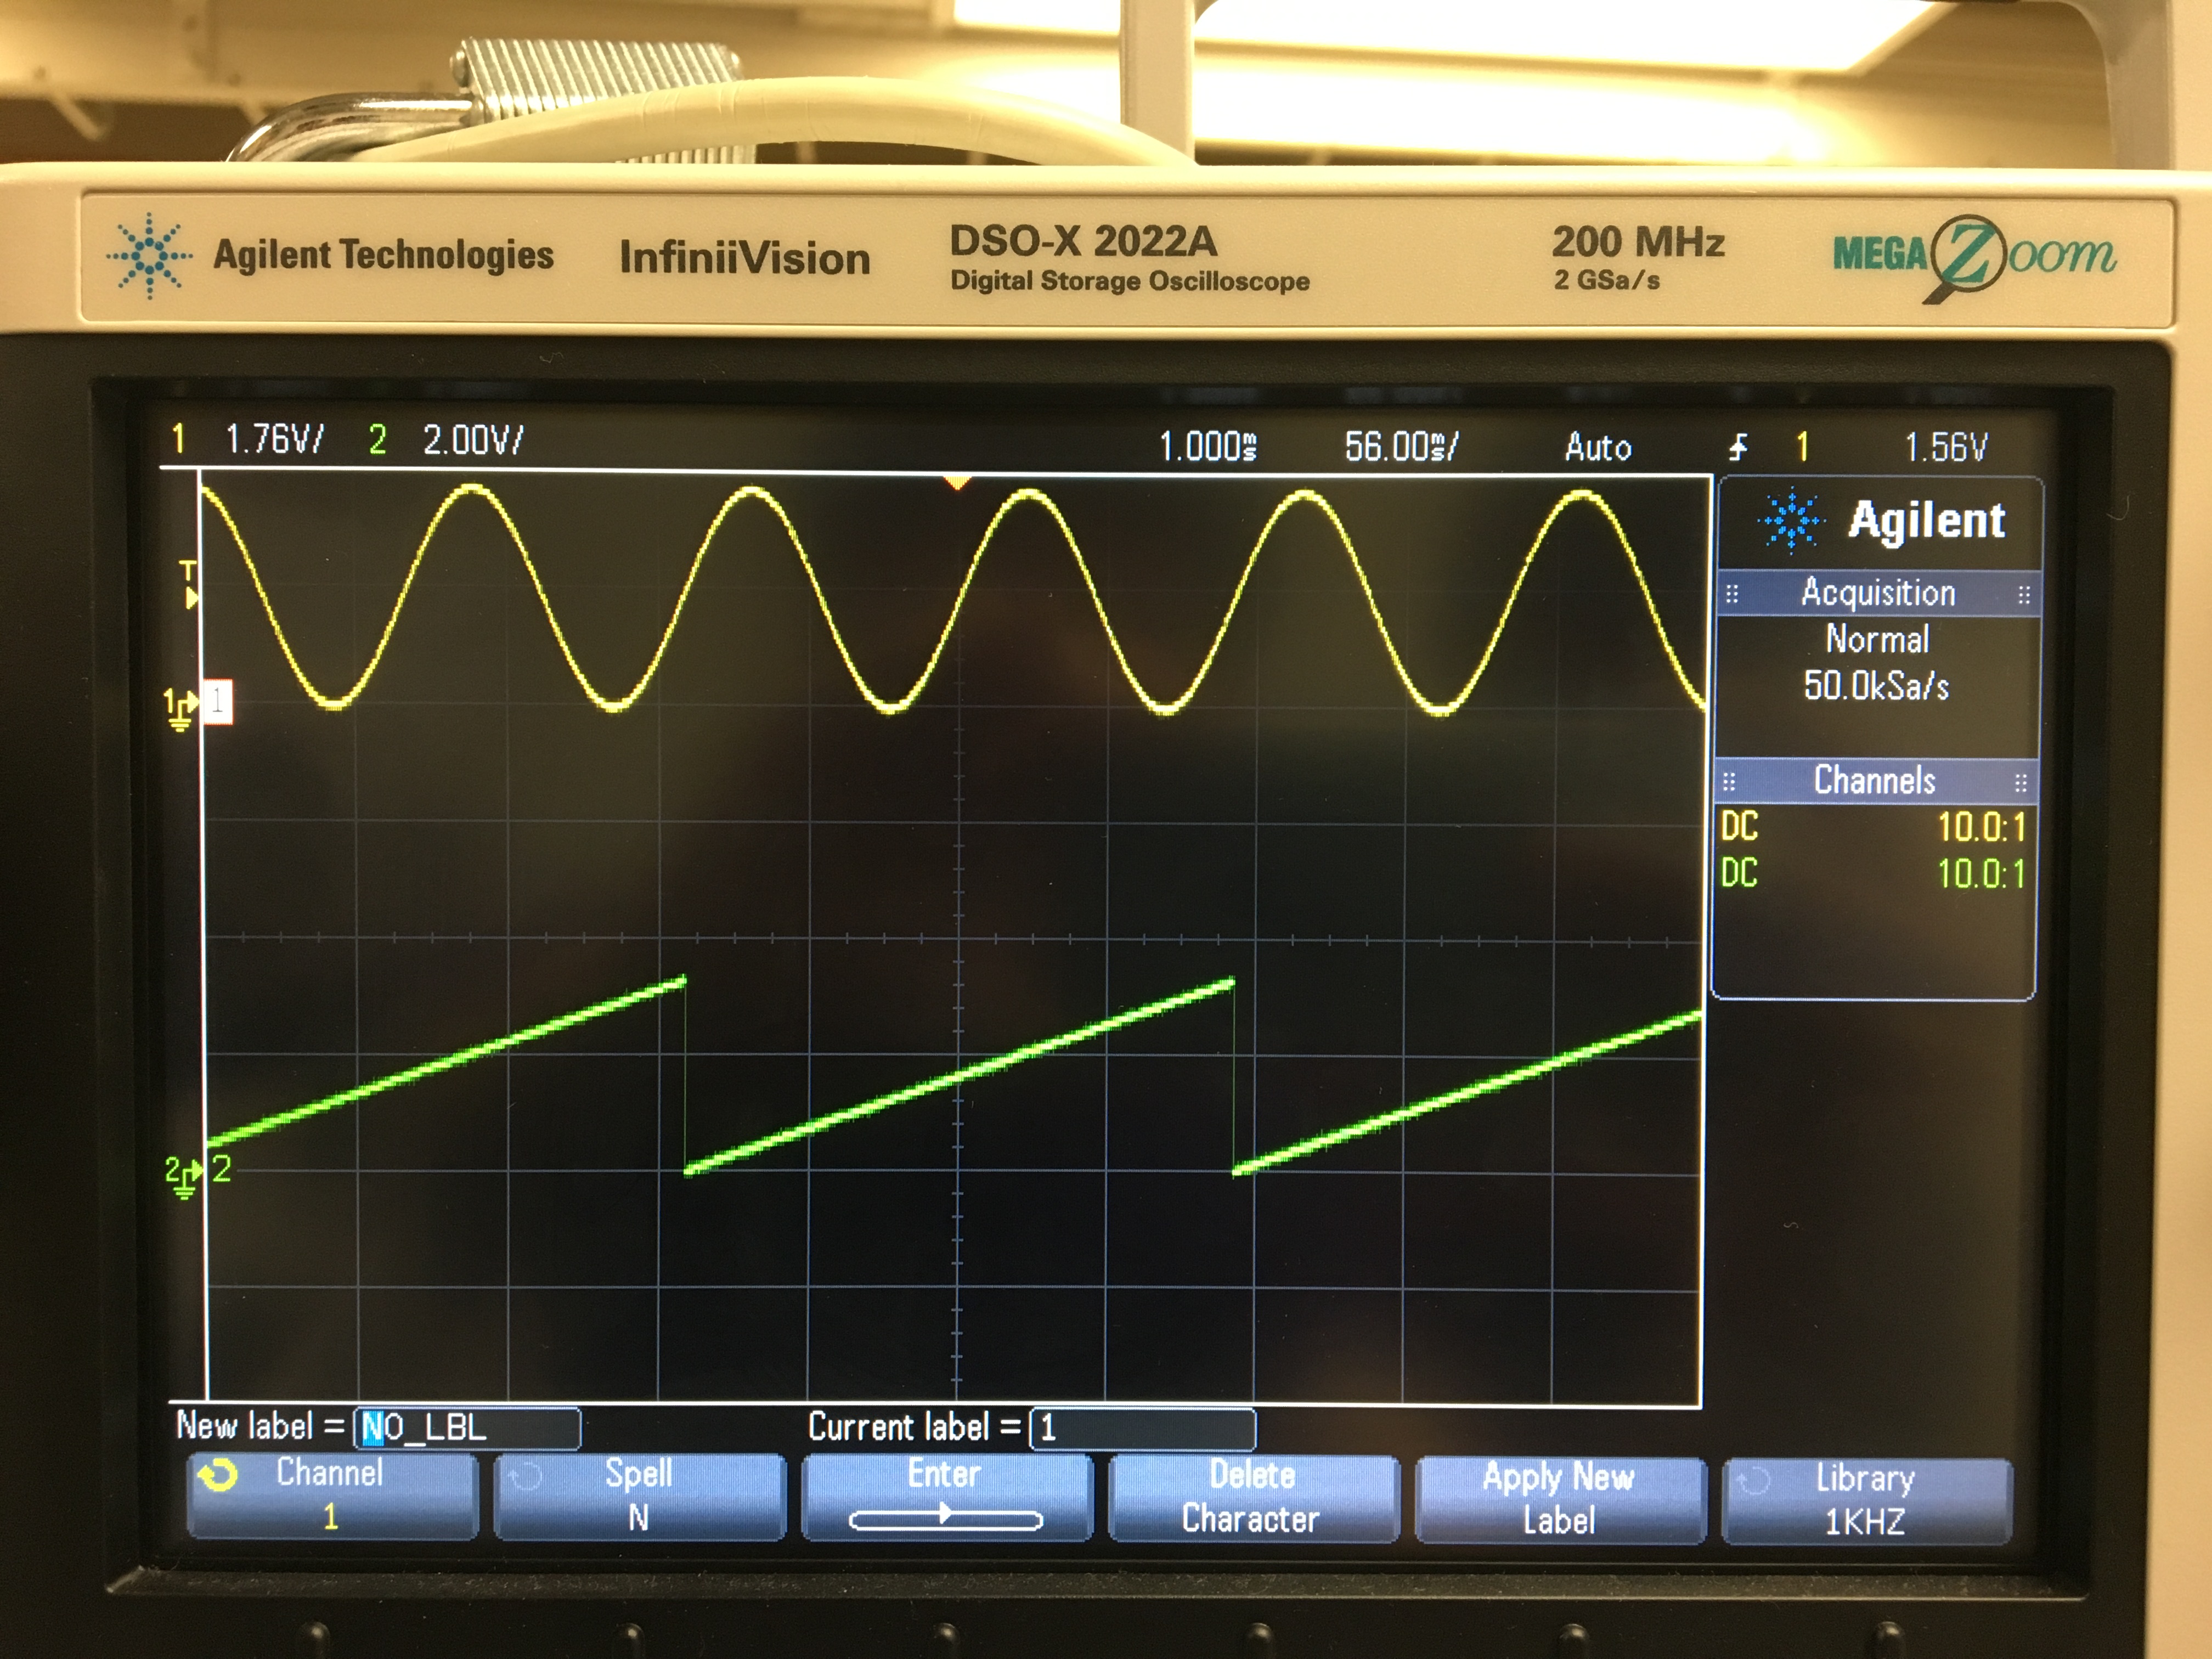 Agilent Technologies InfiniiVision DSO-X 2022A 200 MHz MEGA Zoom
Digital Storage Oscilloscope 2 GSa/s
1 1.76V/ 2 2.00V/ 1.000ms 56.00ms/ Auto 1 1.56V
Agilent
T
Acquisition
Normal
1 1
50.0kSa/s
Channels
DC 10.0:1
DC 10.0:1
2 2
New label = NO_LBL Current label = 1
Channel Spell Enter Delete Apply New Library
1 N Character Label 1KHZ